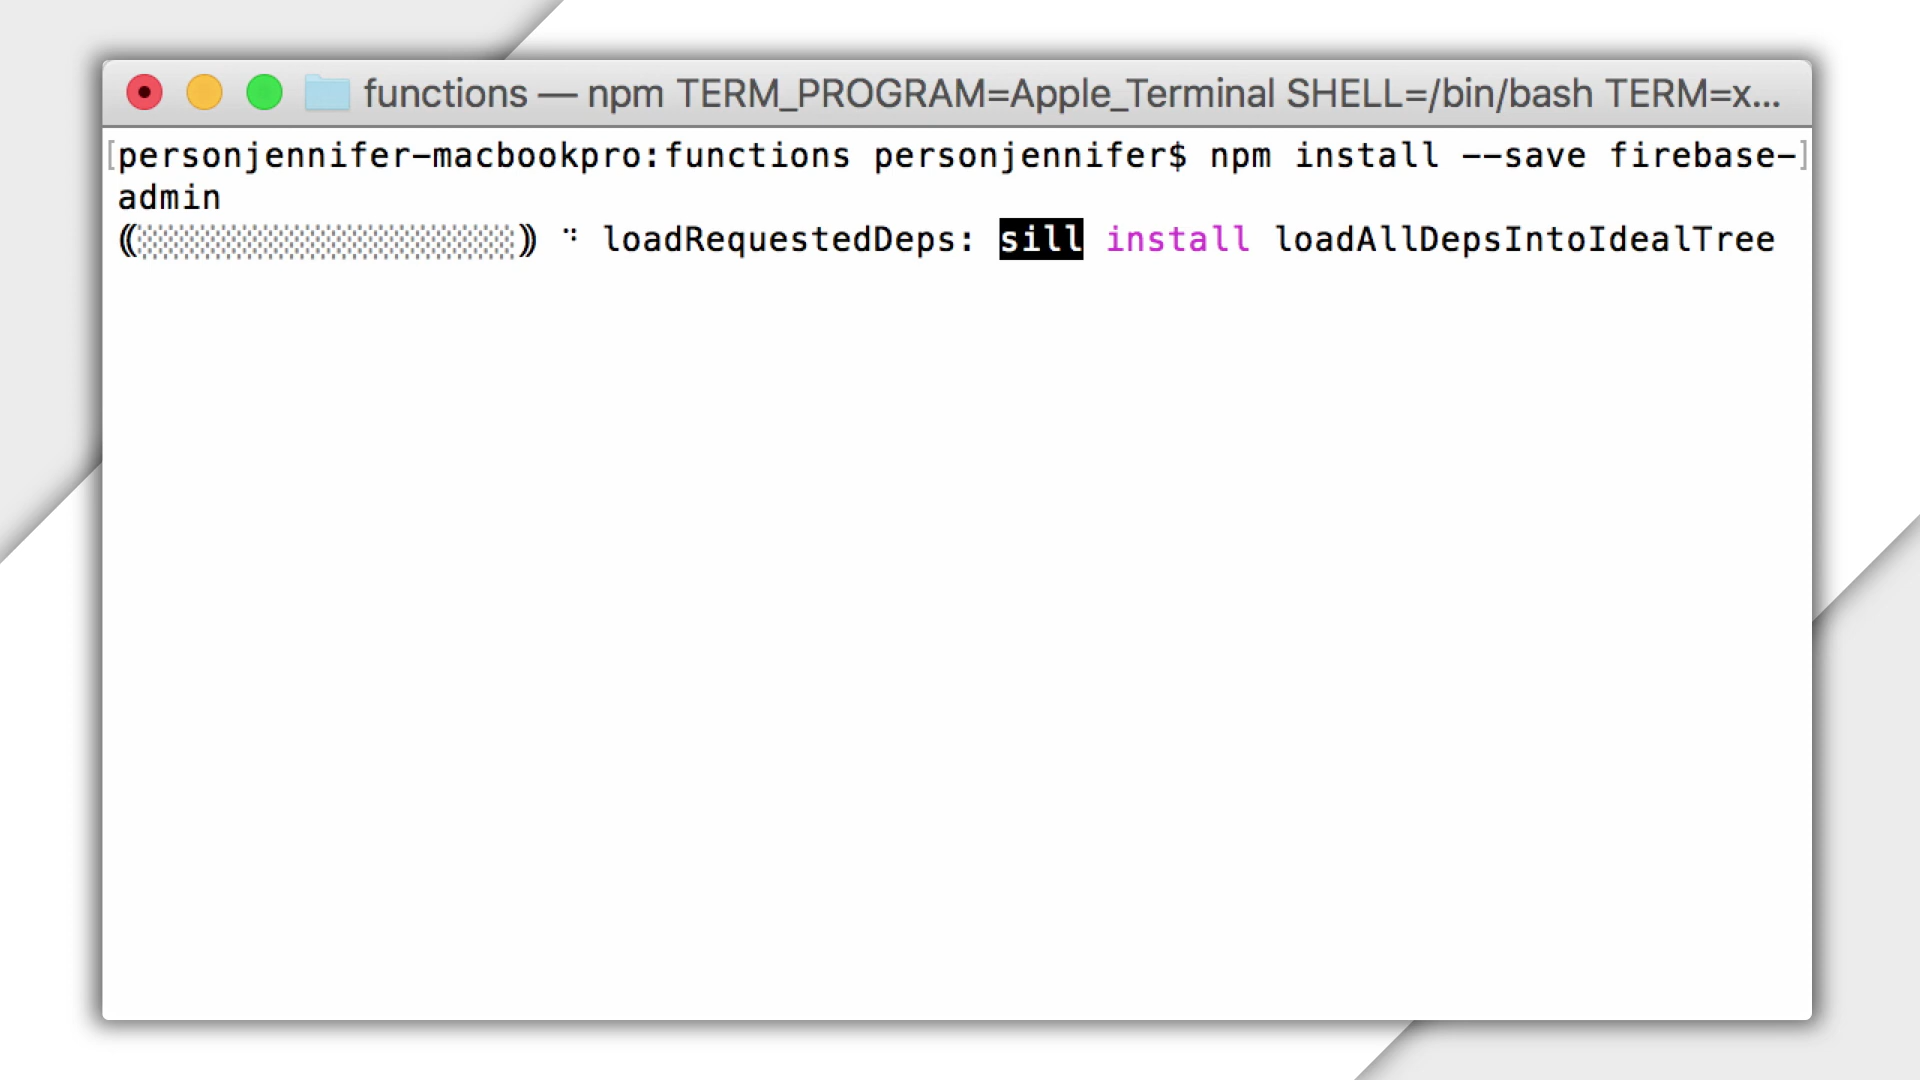 functions — npm TERM_PROGRAM=Apple_Terminal SHELL=/bin/bash TERM=x...
[personjennifer-macbookpro:functions personjennifer$ npm install --save firebase-]
admin
(░░░░░░░░░░░░░░░░░░) ⠙ loadRequestedDeps: sill install loadAllDepsIntoIdealTree